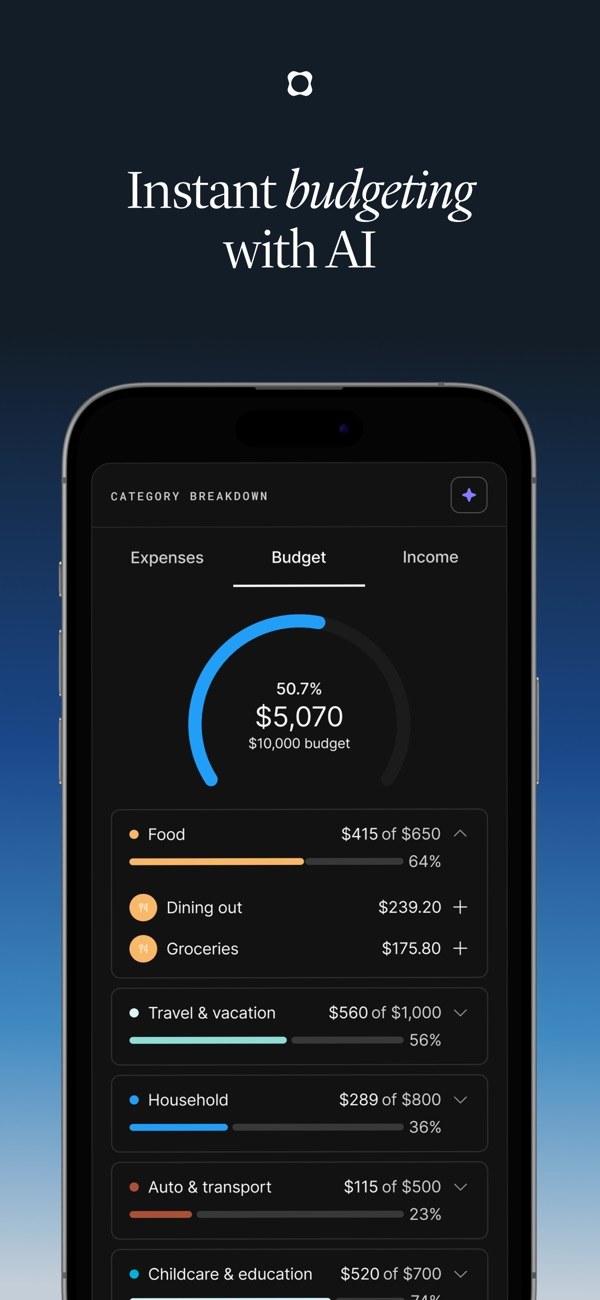 Instant budgeting
with AI
CATEGORY BREAKDOWN
Expenses Budget Income
50.7%
$5,070
$10,000 budget
Food $415 of $650
64%
Dining out $239.20
Groceries $175.80
Travel & vacation $560 of $1,000
56%
Household $289 of $800
36%
Auto & transport $115 of $500
23%
Childcare & education $520 of $700
74%